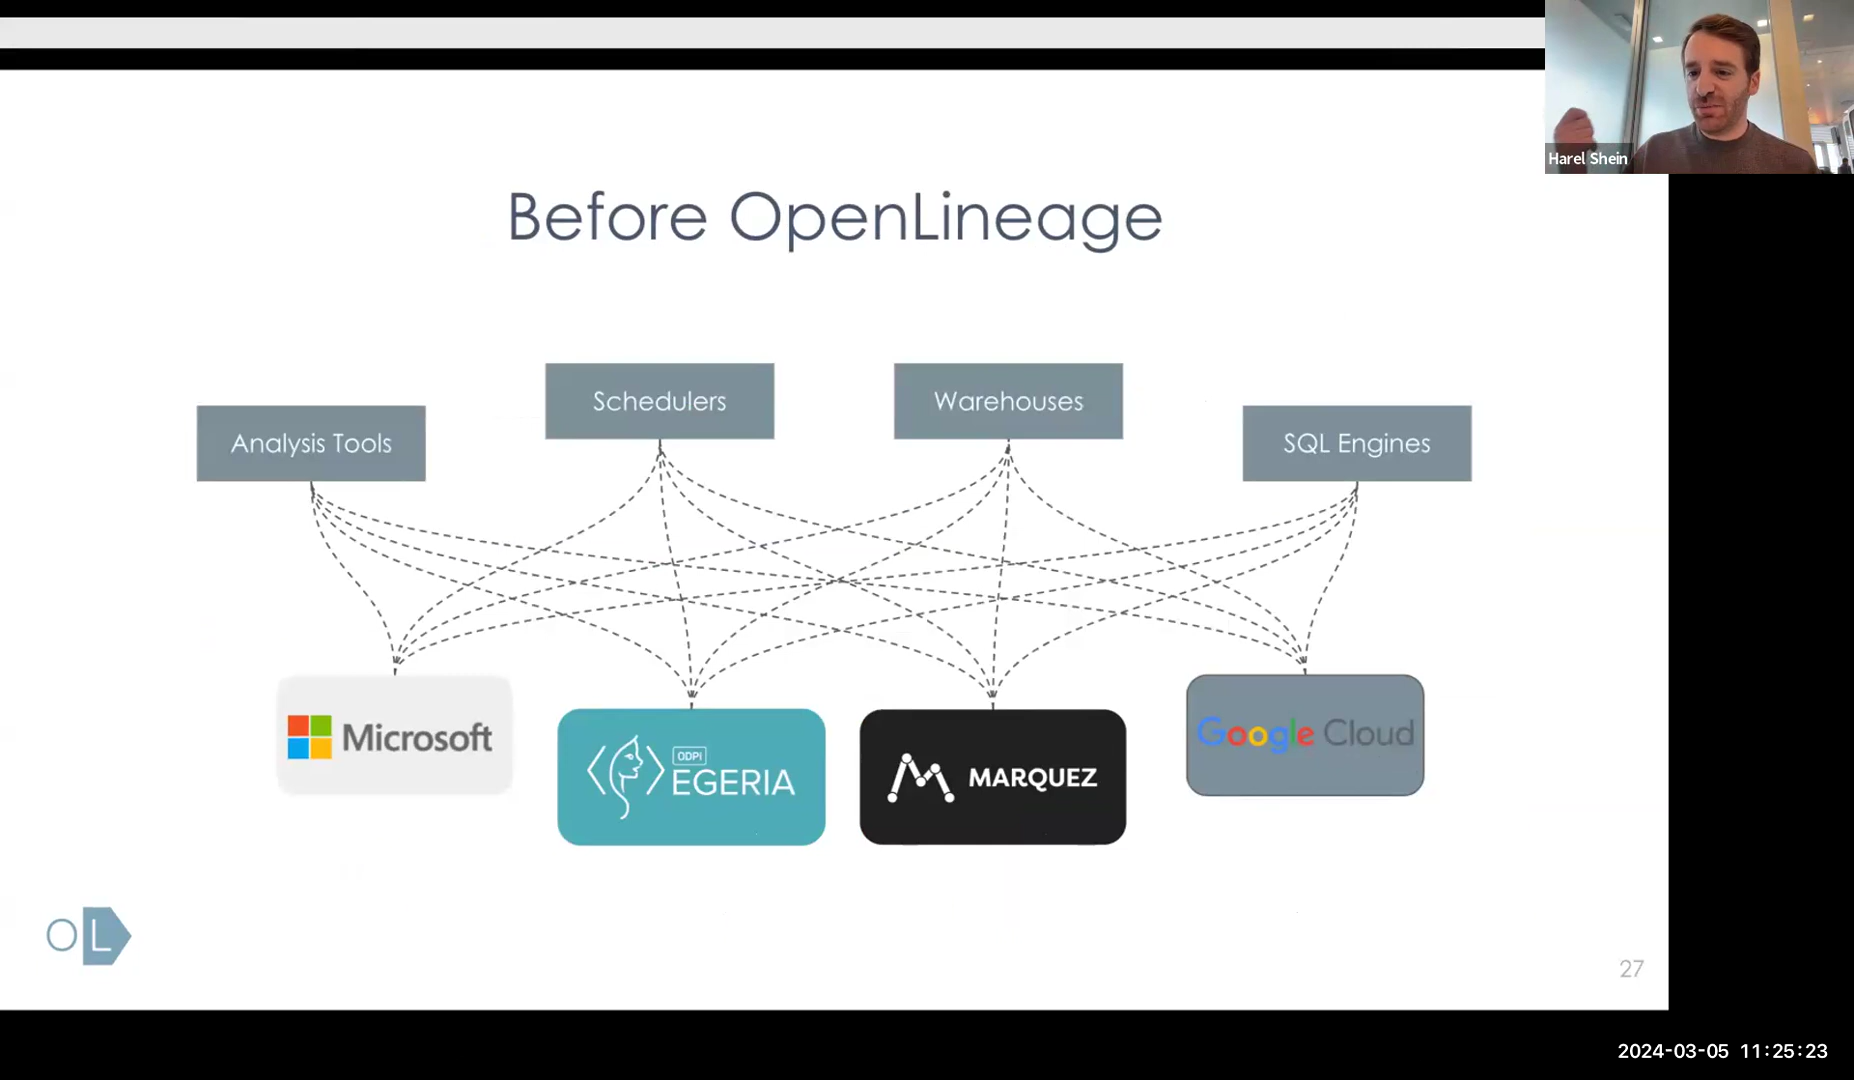 Harel Shein
Before OpenLineage
Schedulers
Warehouses
Analysis Tools
SQL Engines
Microsoft
ODPi
EGERIA
MARQUEZ
Google Cloud
OL
27
2024-03-05 11:25:23